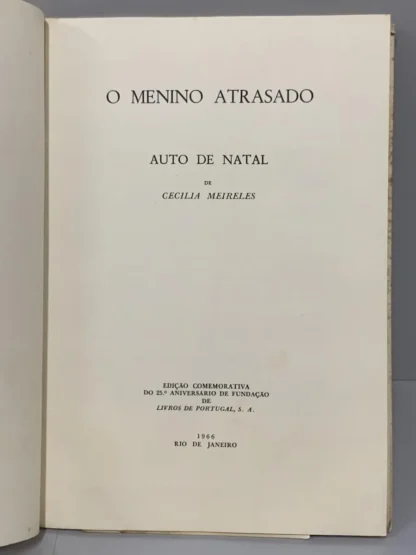 O MENINO ATRASADO
AUTO DE NATAL
DE
CECILIA MEIRELES
EDIÇÃO COMEMORATIVA
DO 25.º ANIVERSARIO DE FUNDAÇÃO
DE
LIVROS DE PORTUGAL, S. A.
1966
RIO DE JANEIRO